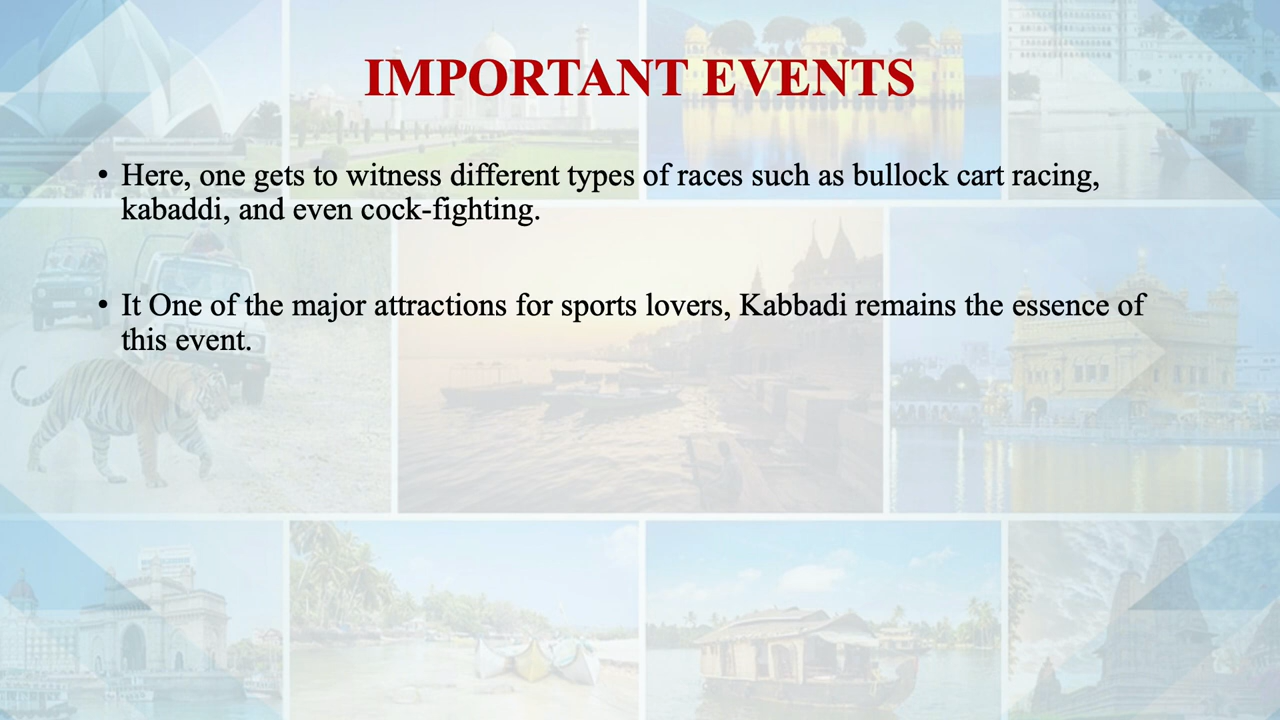 IMPORTANT EVENTS
• Here, one gets to witness different types of races such as bullock cart racing,
kabaddi, and even cock-fighting.
• It One of the major attractions for sports lovers, Kabbadi remains the essence of
this event.